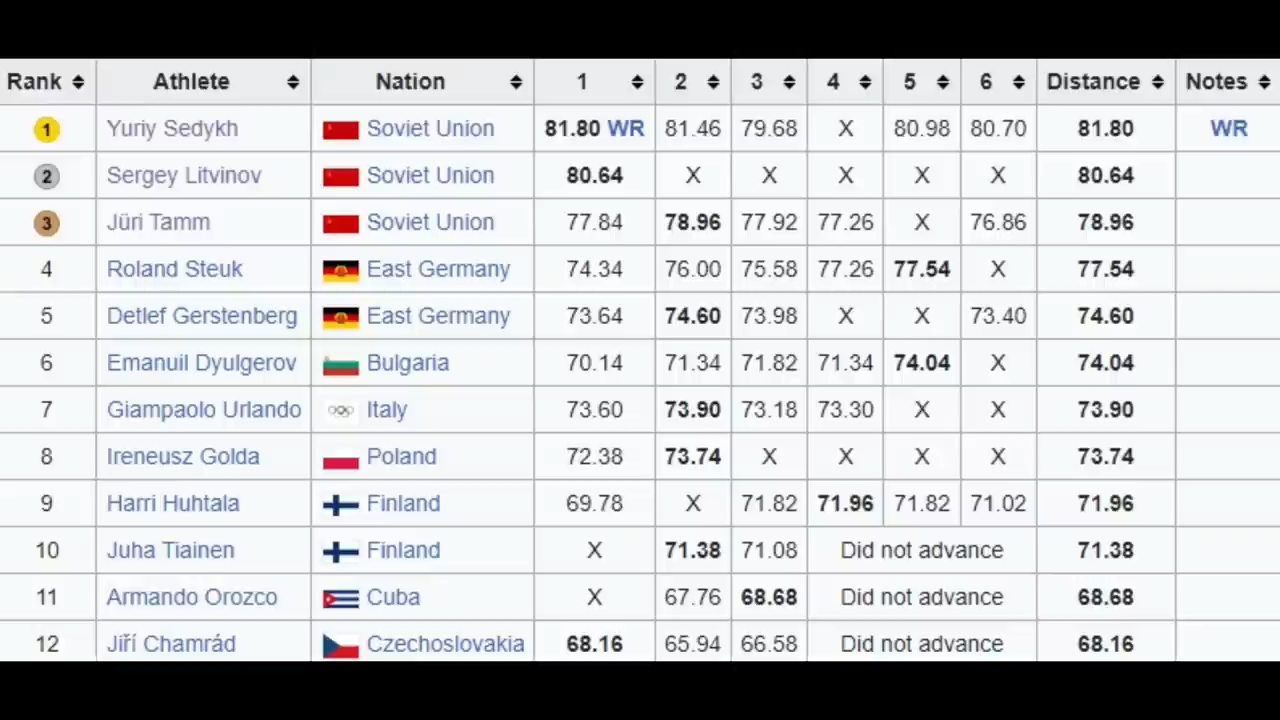 Rank Athlete Nation 1 2 3 4 5 6 Distance Notes
1 Yuriy Sedykh Soviet Union 81.80 WR 81.46 79.68 X 80.98 80.70 81.80 WR
2 Sergey Litvinov Soviet Union 80.64 X X X X X 80.64
3 Jüri Tamm Soviet Union 77.84 78.96 77.92 77.26 X 76.86 78.96
4 Roland Steuk East Germany 74.34 76.00 75.58 77.26 77.54 X 77.54
5 Detlef Gerstenberg East Germany 73.64 74.60 73.98 X X 73.40 74.60
6 Emanuil Dyulgerov Bulgaria 70.14 71.34 71.82 71.34 74.04 X 74.04
7 Giampaolo Urlando Italy 73.60 73.90 73.18 73.30 X X 73.90
8 Ireneusz Golda Poland 72.38 73.74 X X X X 73.74
9 Harri Huhtala Finland 69.78 X 71.82 71.96 71.82 71.02 71.96
10 Juha Tiainen Finland X 71.38 71.08 Did not advance 71.38
11 Armando Orozco Cuba X 67.76 68.68 Did not advance 68.68
12 Jiří Chamrád Czechoslovakia 68.16 65.94 66.58 Did not advance 68.16